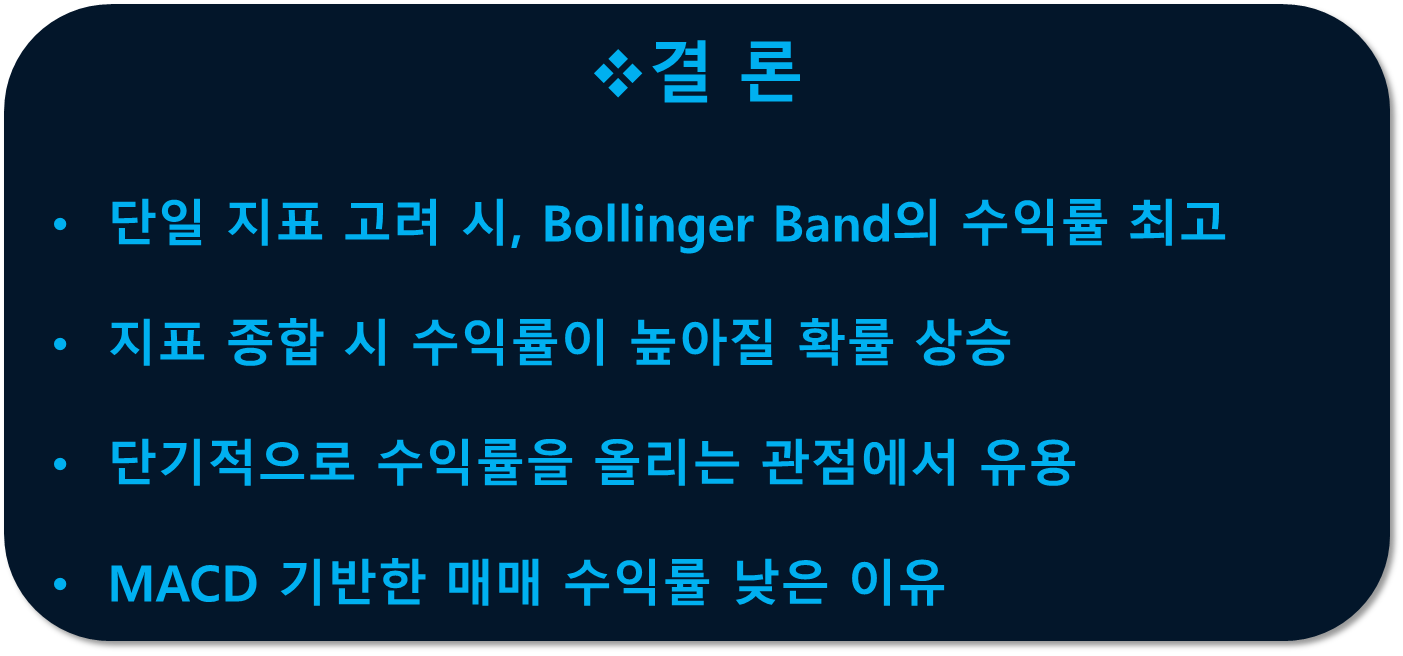 ❖결 론
• 단일 지표 고려 시, Bollinger Band의 수익률 최고
• 지표 종합 시 수익률이 높아질 확률 상승
• 단기적으로 수익률을 올리는 관점에서 유용
• MACD 기반한 매매 수익률 낮은 이유